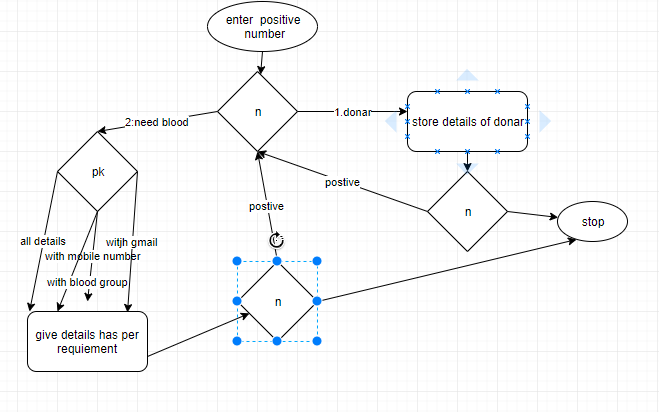 enter positive
number
n
1.donar
store details of donar
2:need blood
pk
postive
n
stop
postive
all details
witjh gmail
with mobile number
with blood group
n
give details has per
requiement